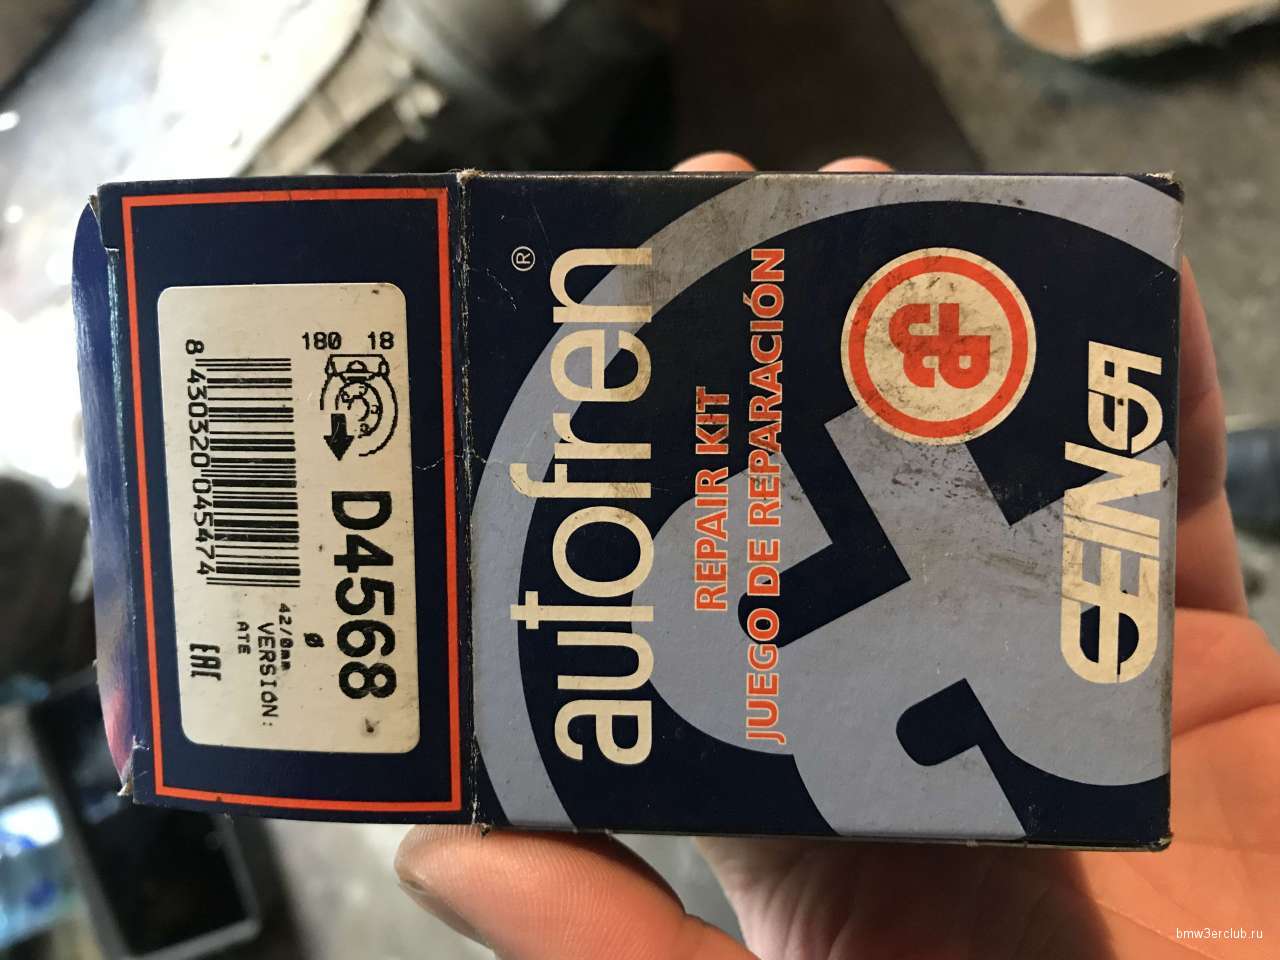 autofren®
REPAIR KIT
JUEGO DE REPARACIÓN
SEINSA
180 18
D4568
Ø
42/0mm
VERSION:
ATE
8 430320 045474
EAC
bmw3erclub.ru